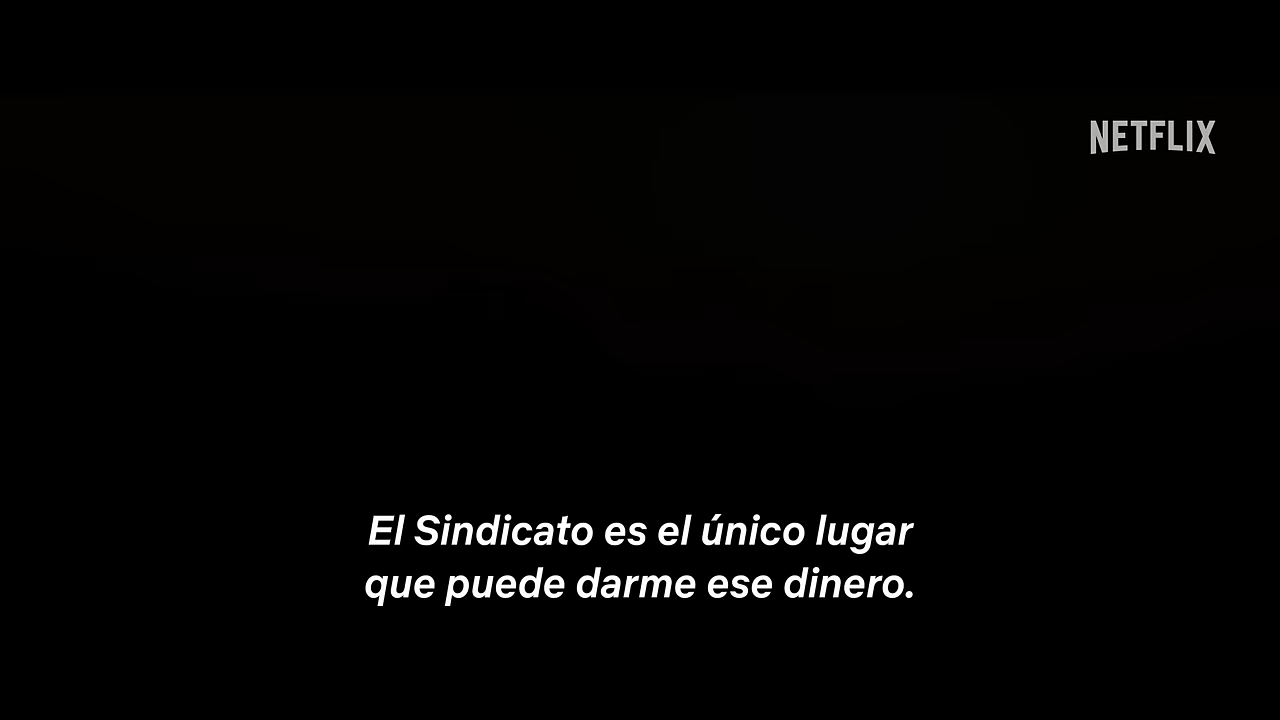 NETFLIX
El Sindicato es el único lugar
que puede darme ese dinero.